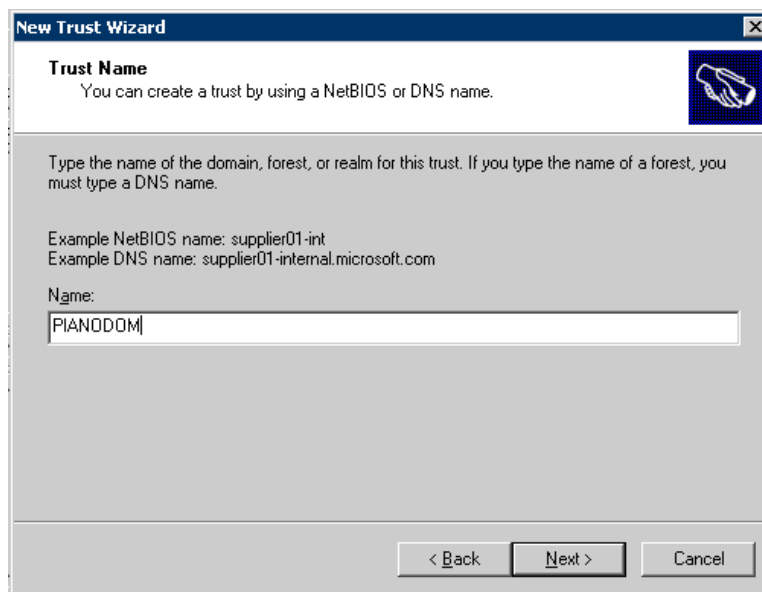 New Trust Wizard
Trust Name
You can create a trust by using a NetBIOS or DNS name.
Type the name of the domain, forest, or realm for this trust. If you type the name of a forest, you
must type a DNS name.
Example NetBIOS name: supplier01-int
Example DNS name: supplier01-internal.microsoft.com
Name:
PIANODOM
< Back Next > Cancel